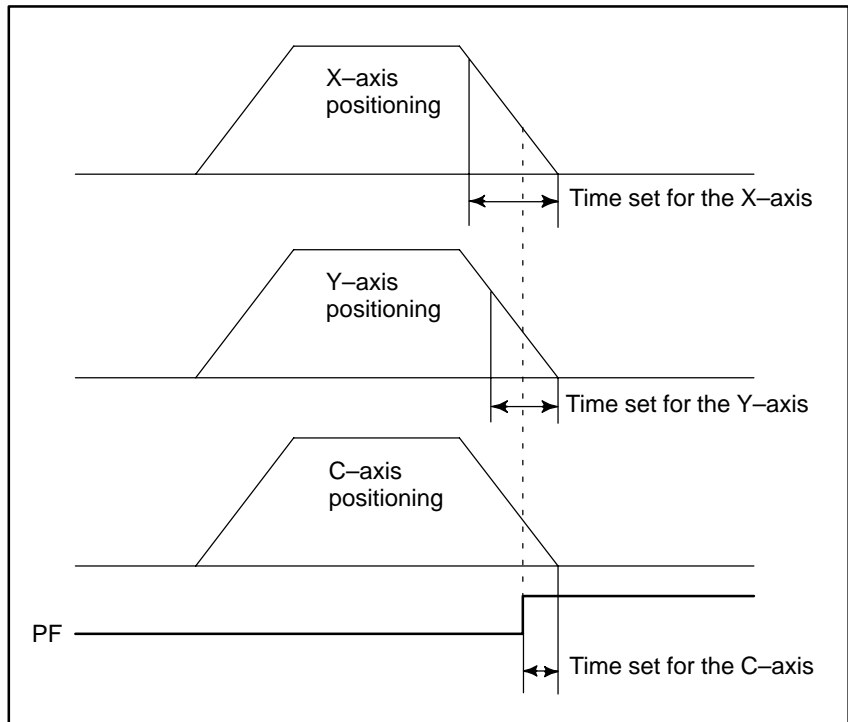 X–axis
positioning
Time set for the X–axis
Y–axis
positioning
Time set for the Y–axis
C–axis
positioning
PF
Time set for the C–axis